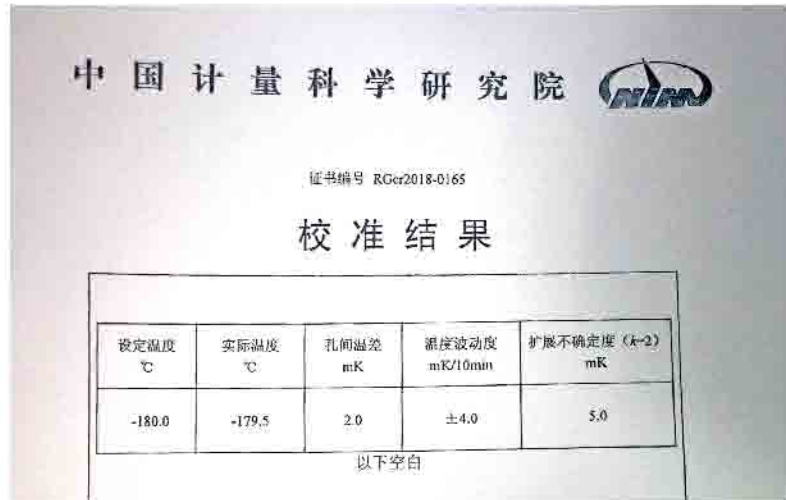 中国计量科学研究院 NIM
证书编号 RGcr2018-0165
校准结果
设定温度 实际温度 孔间温差 温度波动度 扩展不确定度（k=2）
℃ ℃ mK mK/10min mK
-180.0 -179.5 2.0 ±4.0 5.0
以下空白